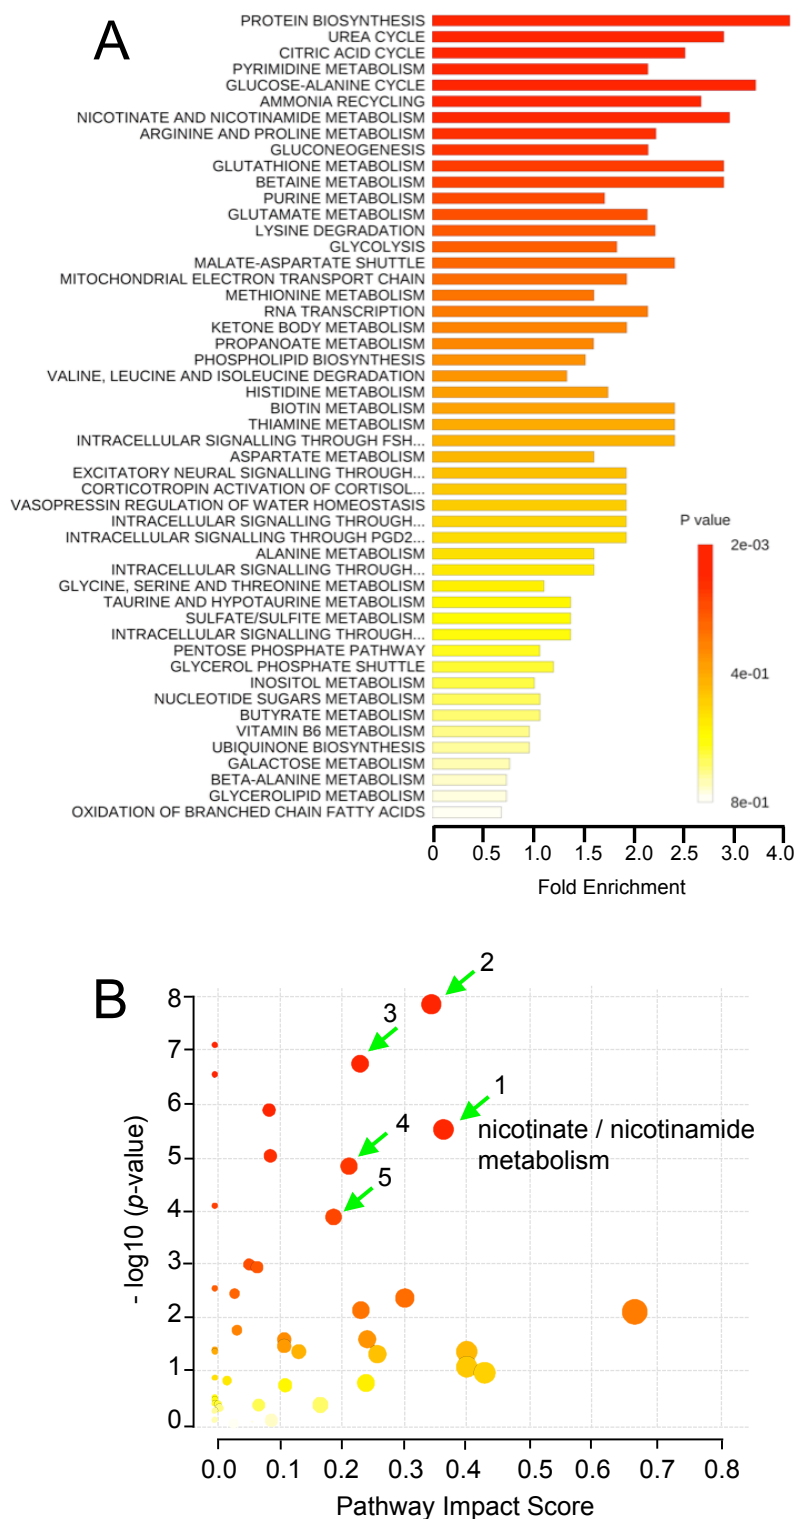 A
PROTEIN BIOSYNTHESIS
UREA CYCLE
CITRIC ACID CYCLE
PYRIMIDINE METABOLISM
GLUCOSE-ALANINE CYCLE
AMMONIA RECYCLING
NICOTINATE AND NICOTINAMIDE METABOLISM
ARGININE AND PROLINE METABOLISM
GLUCONEOGENESIS
GLUTATHIONE METABOLISM
BETAINE METABOLISM
PURINE METABOLISM
GLUTAMATE METABOLISM
LYSINE DEGRADATION
GLYCOLYSIS
MALATE-ASPARTATE SHUTTLE
MITOCHONDRIAL ELECTRON TRANSPORT CHAIN
METHIONINE METABOLISM
RNA TRANSCRIPTION
KETONE BODY METABOLISM
PROPANOATE METABOLISM
PHOSPHOLIPID BIOSYNTHESIS
VALINE, LEUCINE AND ISOLEUCINE DEGRADATION
HISTIDINE METABOLISM
BIOTIN METABOLISM
THIAMINE METABOLISM
INTRACELLULAR SIGNALLING THROUGH FSH...
ASPARTATE METABOLISM
EXCITATORY NEURAL SIGNALLING THROUGH...
CORTICOTROPIN ACTIVATION OF CORTISOL...
VASOPRESSIN REGULATION OF WATER HOMEOSTASIS
INTRACELLULAR SIGNALLING THROUGH...
INTRACELLULAR SIGNALLING THROUGH PGD2...
ALANINE METABOLISM
INTRACELLULAR SIGNALLING THROUGH...
GLYCINE, SERINE AND THREONINE METABOLISM
TAURINE AND HYPOTAURINE METABOLISM
SULFATE/SULFITE METABOLISM
INTRACELLULAR SIGNALLING THROUGH...
PENTOSE PHOSPHATE PATHWAY
GLYCEROL PHOSPHATE SHUTTLE
INOSITOL METABOLISM
NUCLEOTIDE SUGARS METABOLISM
BUTYRATE METABOLISM
VITAMIN B6 METABOLISM
UBIQUINONE BIOSYNTHESIS
GALACTOSE METABOLISM
BETA-ALANINE METABOLISM
GLYCEROLIPID METABOLISM
OXIDATION OF BRANCHED CHAIN FATTY ACIDS
P value
2e-03
4e-01
8e-01
0 0.5 1.0 1.5 2.0 2.5 3.0 4.0
Fold Enrichment
B
2
3
1
nicotinate / nicotinamide
metabolism
4
5
8
7
6
5
4
3
2
1
0
- log10 (p-value)
0.0 0.1 0.2 0.3 0.4 0.5 0.6 0.7 0.8
Pathway Impact Score